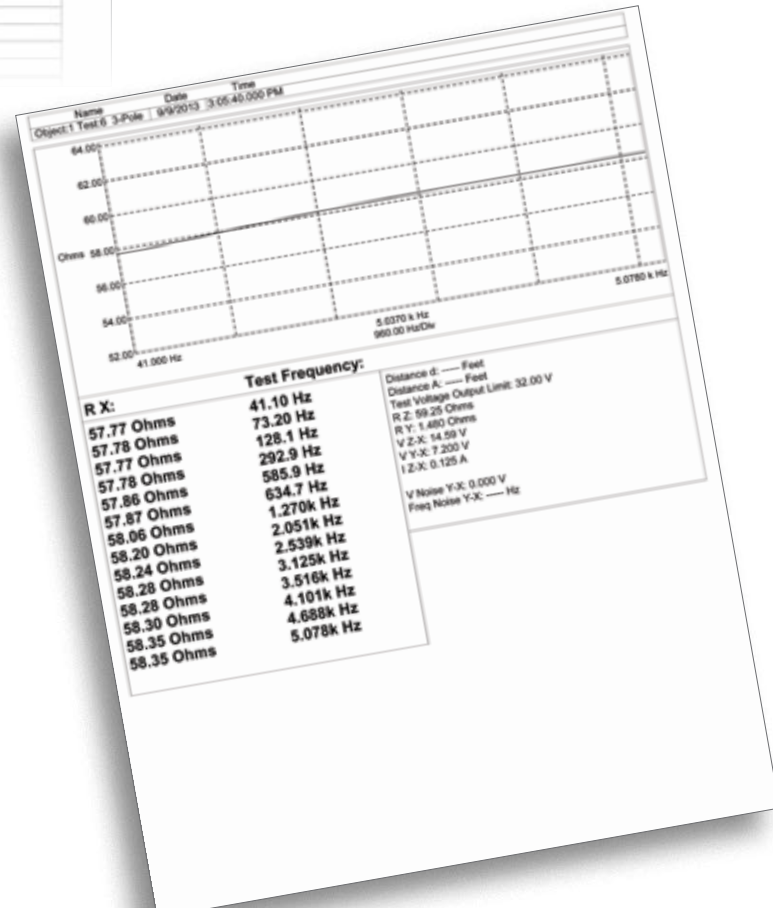 Name Date Time
Object:1 Test:6 3-Pole 9/9/2013 3:05:40.000 PM
64.00
62.00
60.00
Ohms 58.00
56.00
54.00
52.00
41.000 Hz
5.0370 k Hz
960.00 Hz/Div
5.0780 k Hz
R X: Test Frequency:
57.77 Ohms 41.10 Hz
57.78 Ohms 73.20 Hz
57.77 Ohms 128.1 Hz
57.78 Ohms 292.9 Hz
57.86 Ohms 585.9 Hz
57.87 Ohms 634.7 Hz
58.06 Ohms 1.270k Hz
58.20 Ohms 2.051k Hz
58.24 Ohms 2.539k Hz
58.28 Ohms 3.125k Hz
58.28 Ohms 3.516k Hz
58.30 Ohms 4.101k Hz
58.35 Ohms 4.688k Hz
58.35 Ohms 5.078k Hz
Distance d: ---- Feet
Distance A: ---- Feet
Test Voltage Output Limit: 32.00 V
R Z: 59.25 Ohms
R Y: 1.480 Ohms
V Z-X: 14.59 V
V Y-X: 7.200 V
I Z-X: 0.125 A
V Noise Y-X: 0.000 V
Freq Noise Y-X: ---- Hz